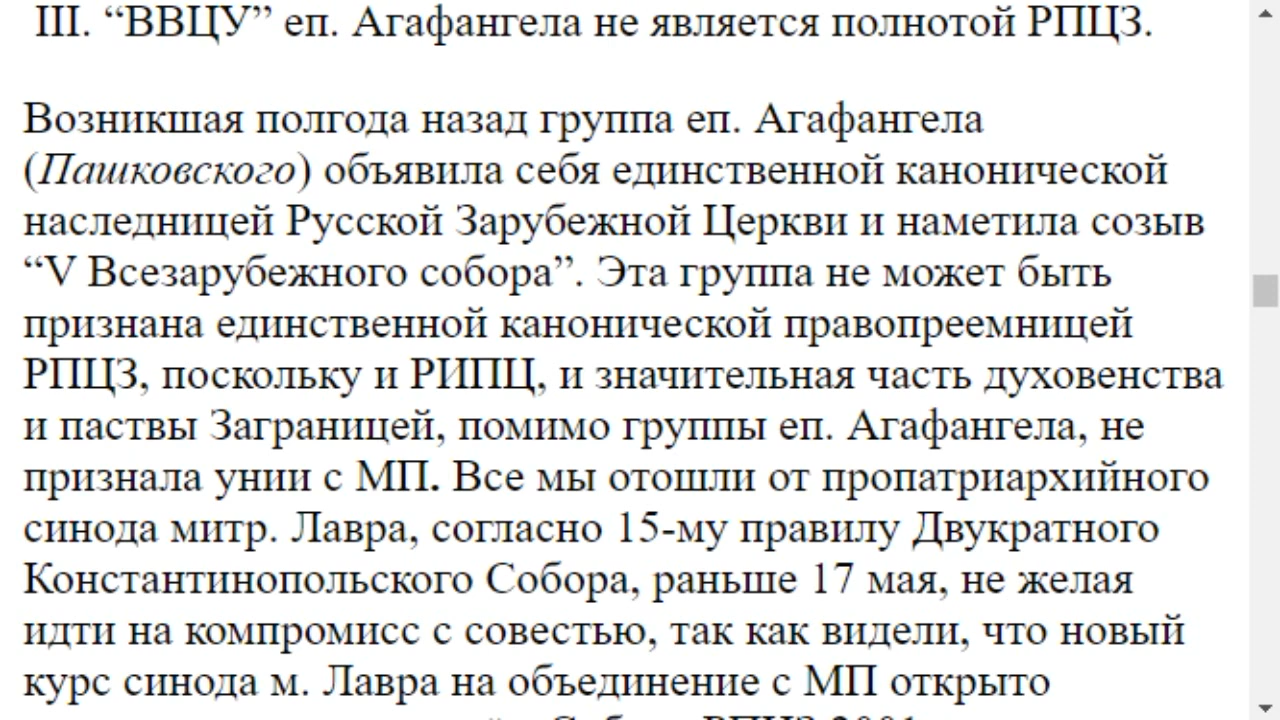 III. “ВВЦУ” еп. Агафангела не является полнотой РПЦЗ.
Возникшая полгода назад группа еп. Агафангела
(Пашковского) объявила себя единственной канонической
наследницей Русской Зарубежной Церкви и наметила созыв
“V Всезарубежного собора”. Эта группа не может быть
признана единственной канонической правопреемницей
РПЦЗ, поскольку и РИПЦ, и значительная часть духовенства
и паствы Заграницей, помимо группы еп. Агафангела, не
признала унии с МП. Все мы отошли от пропатриархийного
синода митр. Лавра, согласно 15-му правилу Двукратного
Константинопольского Собора, раньше 17 мая, не желая
идти на компромисс с совестью, так как видели, что новый
курс синода м. Лавра на объединение с МП открыто